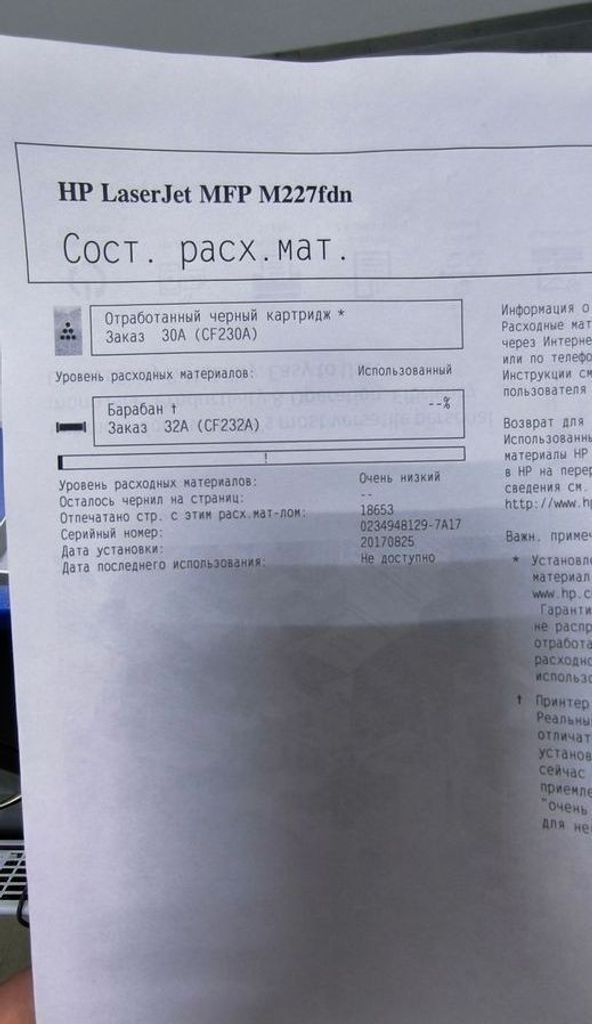 HP LaserJet MFP M227fdn
Сост. расх.мат.
Отработанный черный картридж *
Заказ 30A (CF230A)
Уровень расходных материалов: Использованный
Барабан † --%
Заказ 32A (CF232A)
!
Уровень расходных материалов: Очень низкий
Осталось чернил на страниц: --
Отпечатано стр. с этим расх.мат-лом: 18653
Серийный номер: 0234948129-7A17
Дата установки: 20170825
Дата последнего использования: Не доступно
Информация о
Расходные мат
через Интерне
или по телефо
Инструкции см
пользователя
Возврат для
Использованны
материалы HP
в HP на перер
сведения см.
http://www.h
Важн. примеч
* Установле
материал
www.hp.c
Гаранти
не распр
отработа
расходно
использо
† Принтер
Реальны
отличат
установ
сейчас
приемле
"очень
для не